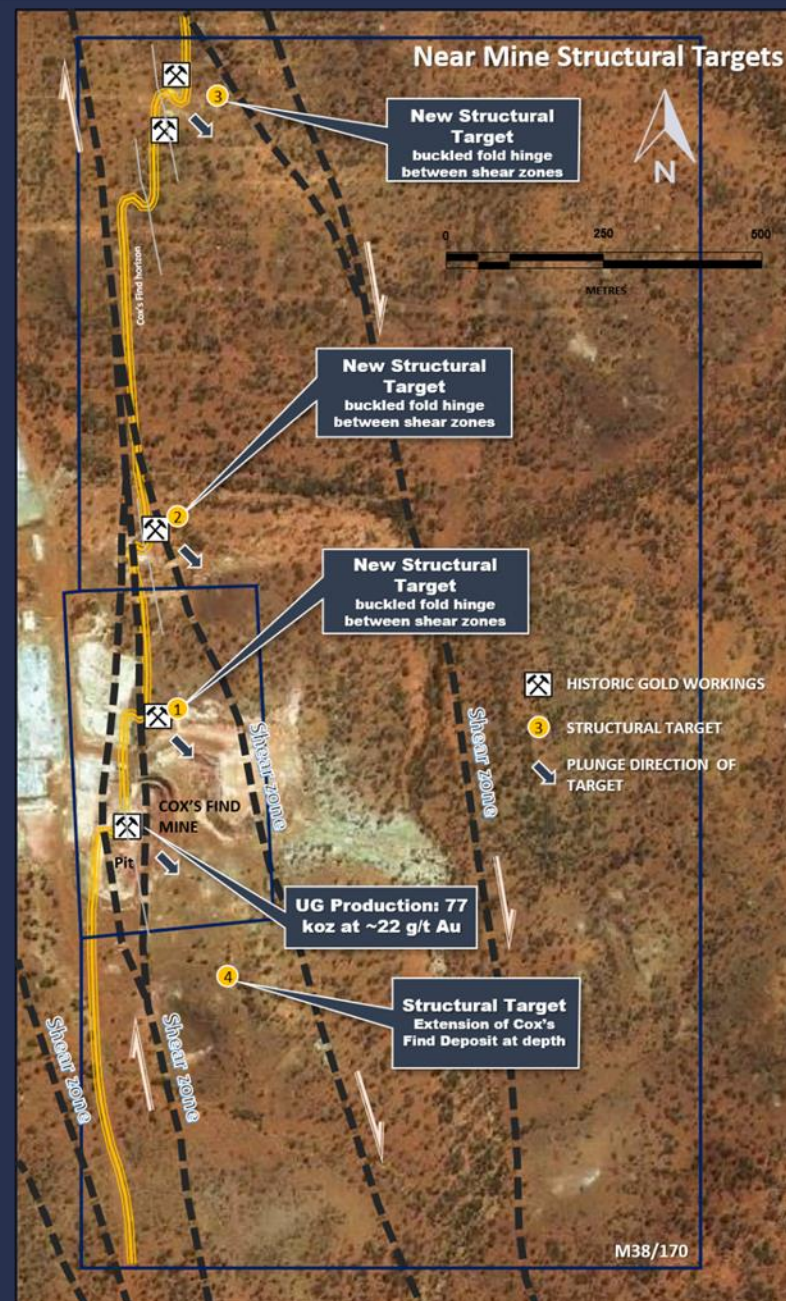 Near Mine Structural Targets
3
New Structural
Target
buckled fold hinge
between shear zones
N
0 250 500
METRES
Cox's Find horizon
New Structural
Target
buckled fold hinge
between shear zones
2
New Structural
Target
buckled fold hinge
between shear zones
1
HISTORIC GOLD WORKINGS
3 STRUCTURAL TARGET
PLUNGE DIRECTION OF
TARGET
Shear zone
Shear zone
COX'S FIND
MINE
Pit
UG Production: 77
koz at ~22 g/t Au
4
Structural Target
Extension of Cox's
Find Deposit at depth
Shear zone
Shear zone
M38/170